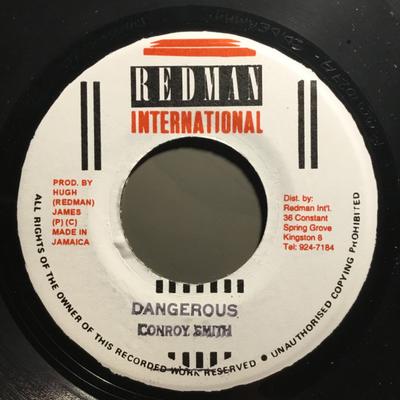 REDMAN
INTERNATIONAL
PROD. BY
HUGH
(REDMAN)
JAMES
(P) (C)
MADE IN
JAMAICA
Dist. by:
Redman Int'l.
36 Constant
Spring Grove
Kingston 8
Tel: 924-7184
DANGEROUS
CONROY SMITH
ALL RIGHTS OF THE OWNER OF THIS RECORDED WORK RESERVED • UNAUTHORISED COPYING PROHIBITED